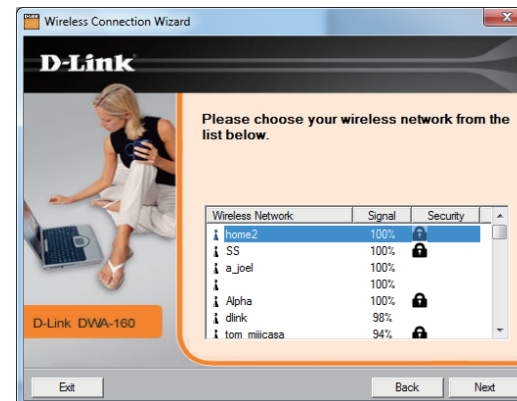 Wireless Connection Wizard
D-Link
Please choose your wireless network from the
list below.
Wireless Network Signal Security
home2 100%
SS 100%
a_joel 100%
100%
Alpha 100%
dlink 98%
tom_miicasa 94%
D-Link DWA-160
Exit Back Next